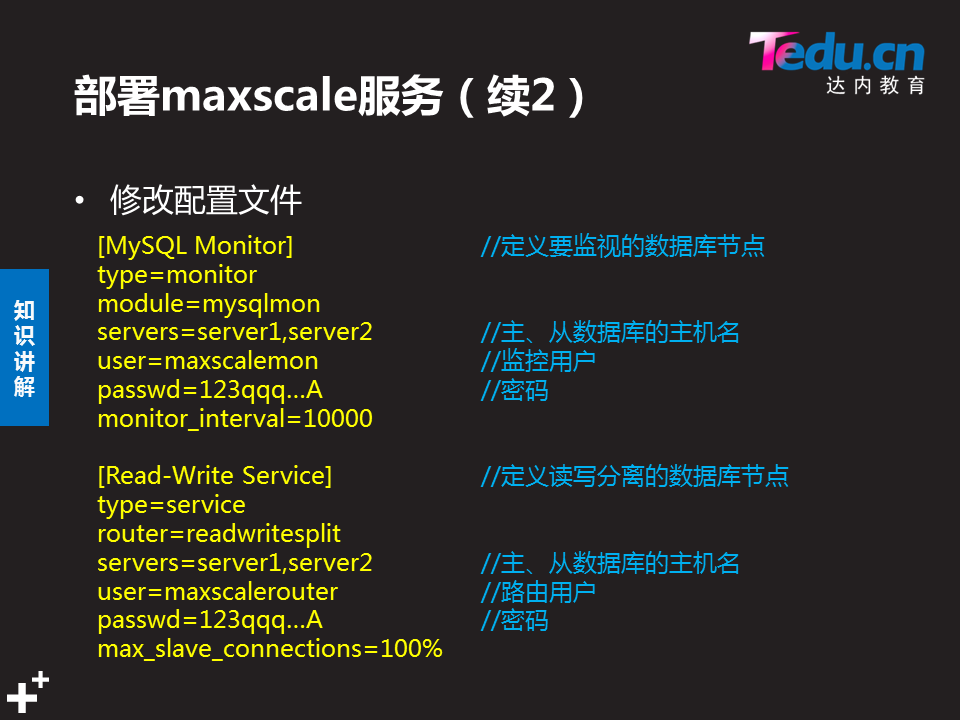 Tedu.cn
达内教育
部署maxscale服务（续2）
• 修改配置文件
[MySQL Monitor] //定义要监视的数据库节点
type=monitor
module=mysqlmon
servers=server1,server2 //主、从数据库的主机名
user=maxscalemon //监控用户
passwd=123qqq…A //密码
monitor_interval=10000
[Read-Write Service] //定义读写分离的数据库节点
type=service
router=readwritesplit
servers=server1,server2 //主、从数据库的主机名
user=maxscalerouter //路由用户
passwd=123qqq…A //密码
max_slave_connections=100%
知识讲解